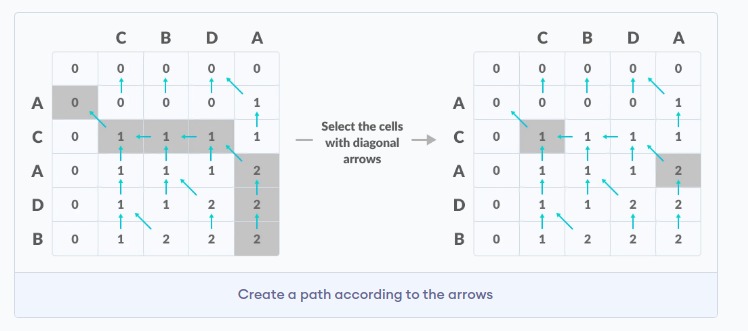 C B D A
0 0 0 0 0
A 0 0 0 0 1
C 0 1 1 1 1
A 0 1 1 1 2
D 0 1 1 2 2
B 0 1 2 2 2
Select the cells
with diagonal
arrows
C B D A
0 0 0 0 0
A 0 0 0 0 1
C 0 1 1 1 1
A 0 1 1 1 2
D 0 1 1 2 2
B 0 1 2 2 2
Create a path according to the arrows